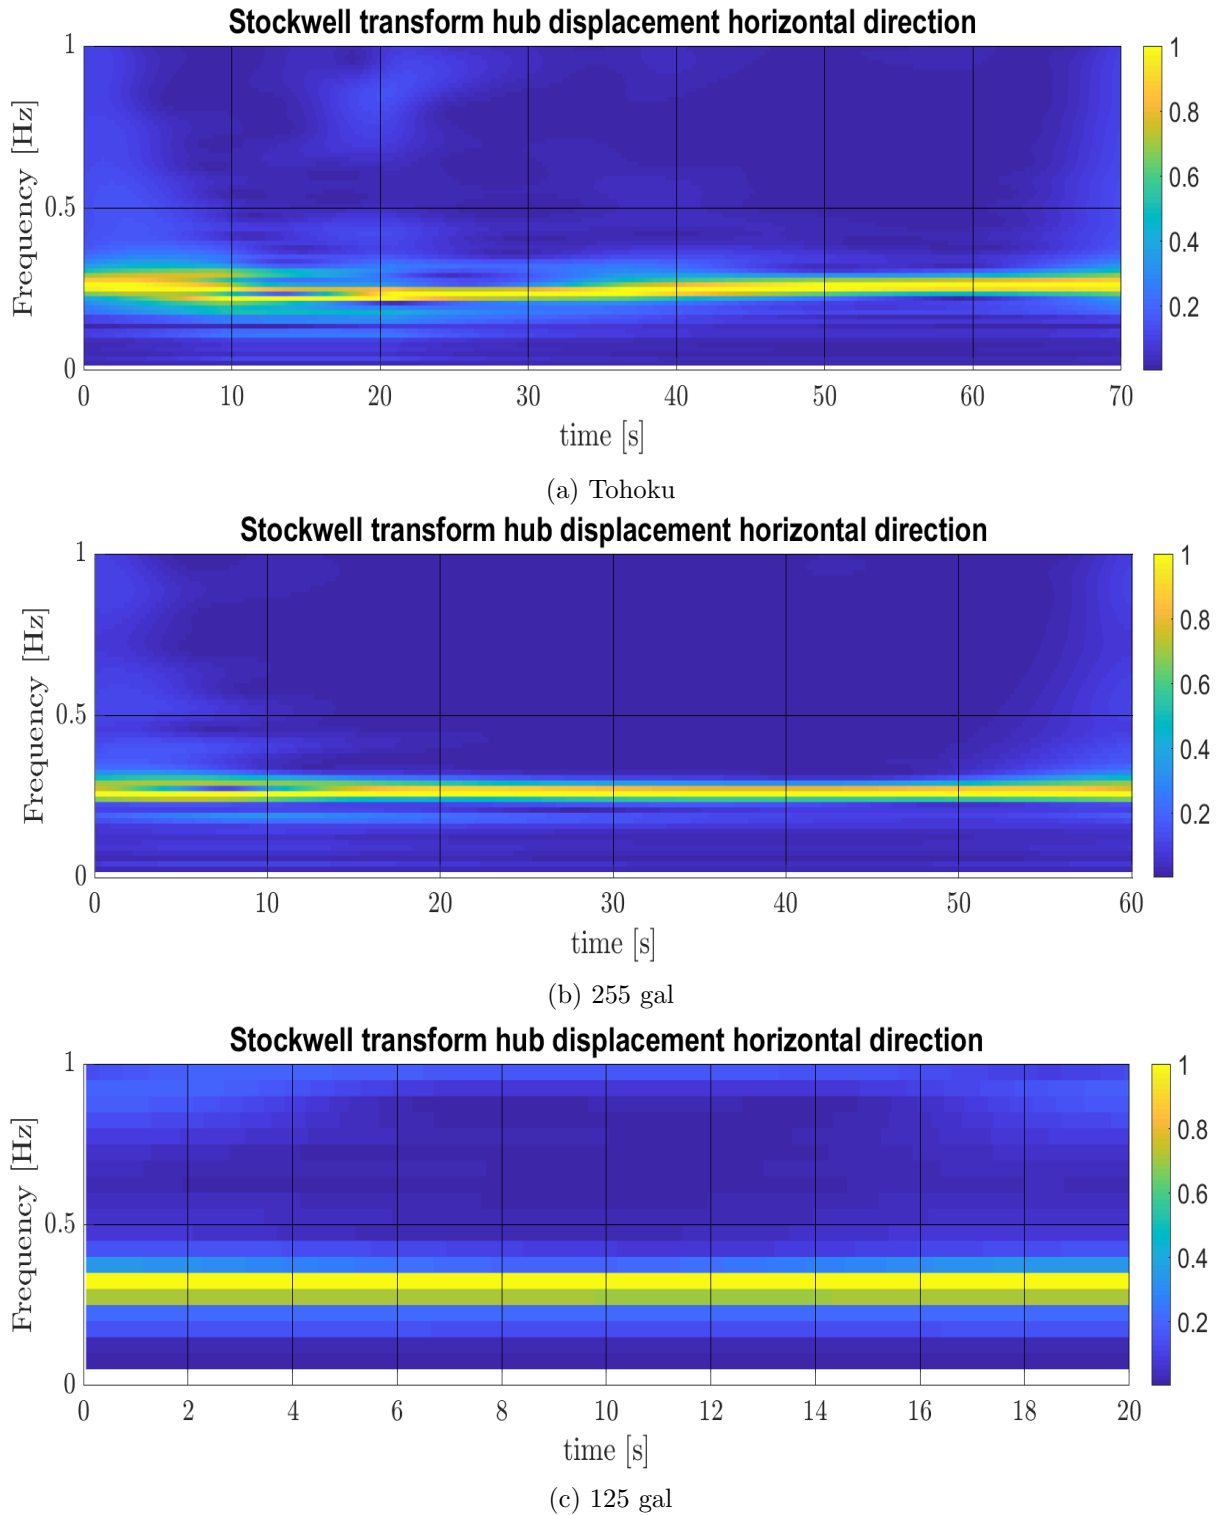 Stockwell transform hub displacement horizontal direction
1
0.5
0
Frequency [Hz]
0 10 20 30 40 50 60 70
time [s]
1
0.8
0.6
0.4
0.2
(a) Tohoku
Stockwell transform hub displacement horizontal direction
1
0.5
0
Frequency [Hz]
0 10 20 30 40 50 60
time [s]
1
0.8
0.6
0.4
0.2
(b) 255 gal
Stockwell transform hub displacement horizontal direction
1
0.5
0
Frequency [Hz]
0 2 4 6 8 10 12 14 16 18 20
time [s]
1
0.8
0.6
0.4
0.2
(c) 125 gal